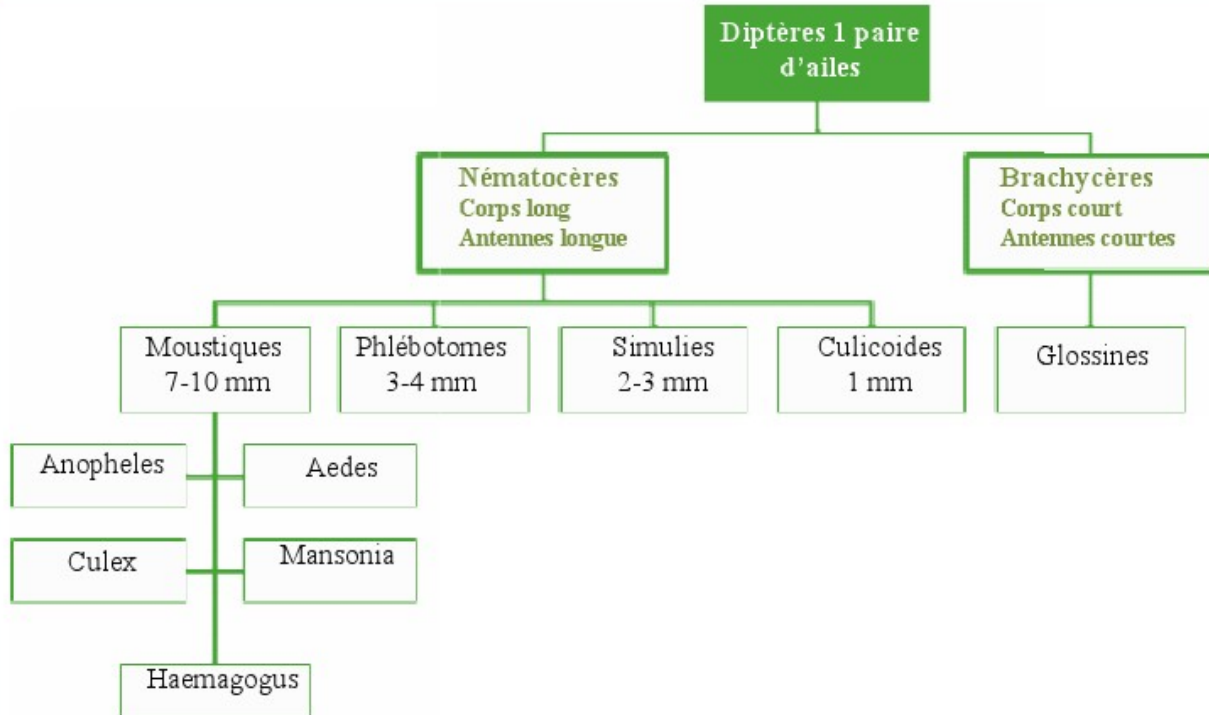 Diptères 1 paire
d’ailes
Nématocères
Corps long
Antennes longue
Brachycères
Corps court
Antennes courtes
Moustiques
7-10 mm
Phlébotomes
3-4 mm
Simulies
2-3 mm
Culicoides
1 mm
Glossines
Anopheles
Aedes
Culex
Mansonia
Haemagogus